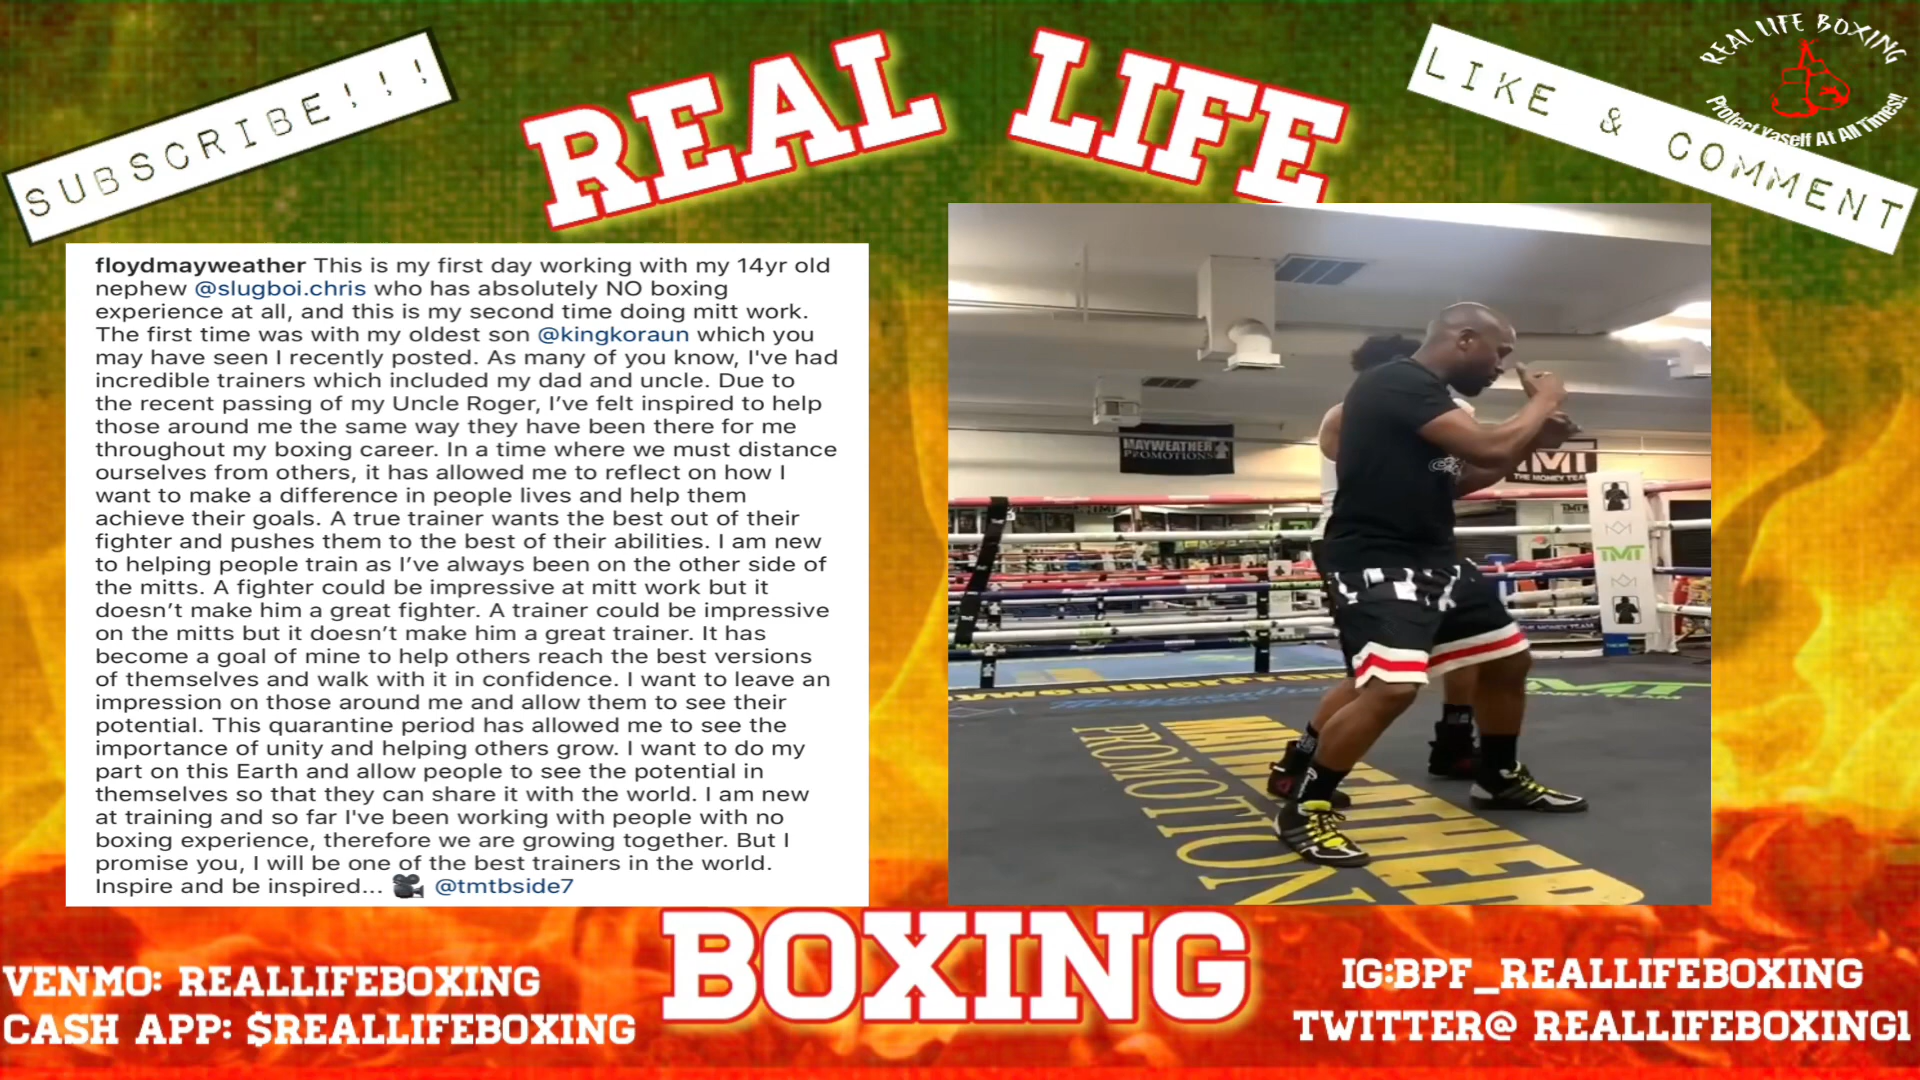 SUBSCRIBE!!!
REAL LIFE
LIKE & COMMENT
REAL LIFE BOXING
Protect Yaself At All Times!!
floydmayweather This is my first day working with my 14yr old
nephew @slugboi.chris who has absolutely NO boxing
experience at all, and this is my second time doing mitt work.
The first time was with my oldest son @kingkoraun which you
may have seen I recently posted. As many of you know, I've had
incredible trainers which included my dad and uncle. Due to
the recent passing of my Uncle Roger, I’ve felt inspired to help
those around me the same way they have been there for me
throughout my boxing career. In a time where we must distance
ourselves from others, it has allowed me to reflect on how I
want to make a difference in people lives and help them
achieve their goals. A true trainer wants the best out of their
fighter and pushes them to the best of their abilities. I am new
to helping people train as I’ve always been on the other side of
the mitts. A fighter could be impressive at mitt work but it
doesn’t make him a great fighter. A trainer could be impressive
on the mitts but it doesn’t make him a great trainer. It has
become a goal of mine to help others reach the best versions
of themselves and walk with it in confidence. I want to leave an
impression on those around me and allow them to see their
potential. This quarantine period has allowed me to see the
importance of unity and helping others grow. I want to do my
part on this Earth and allow people to see the potential in
themselves so that they can share it with the world. I am new
at training and so far I've been working with people with no
boxing experience, therefore we are growing together. But I
promise you, I will be one of the best trainers in the world.
Inspire and be inspired... @tmtbside7
MAYWEATHER
PROMOTIONS
TMT
THE MONEY TEAM
TMT
THE MONEY TEAM
TMT
MAYWEATHER
PROMOTION
BOXING
VENMO: REALLIFEBOXING
CASH APP: $REALLIFEBOXING
IG:BPF_REALLIFEBOXING
TWITTER@ REALLIFEBOXING1